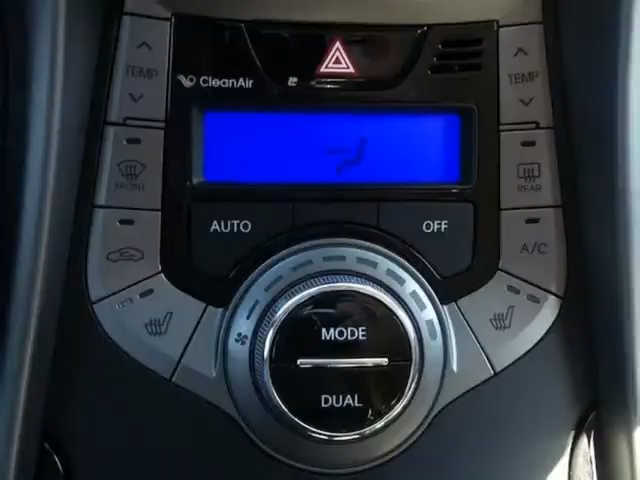 TEMP
CleanAir
TEMP
FRONT
REAR
AUTO
OFF
A/C
MODE
DUAL